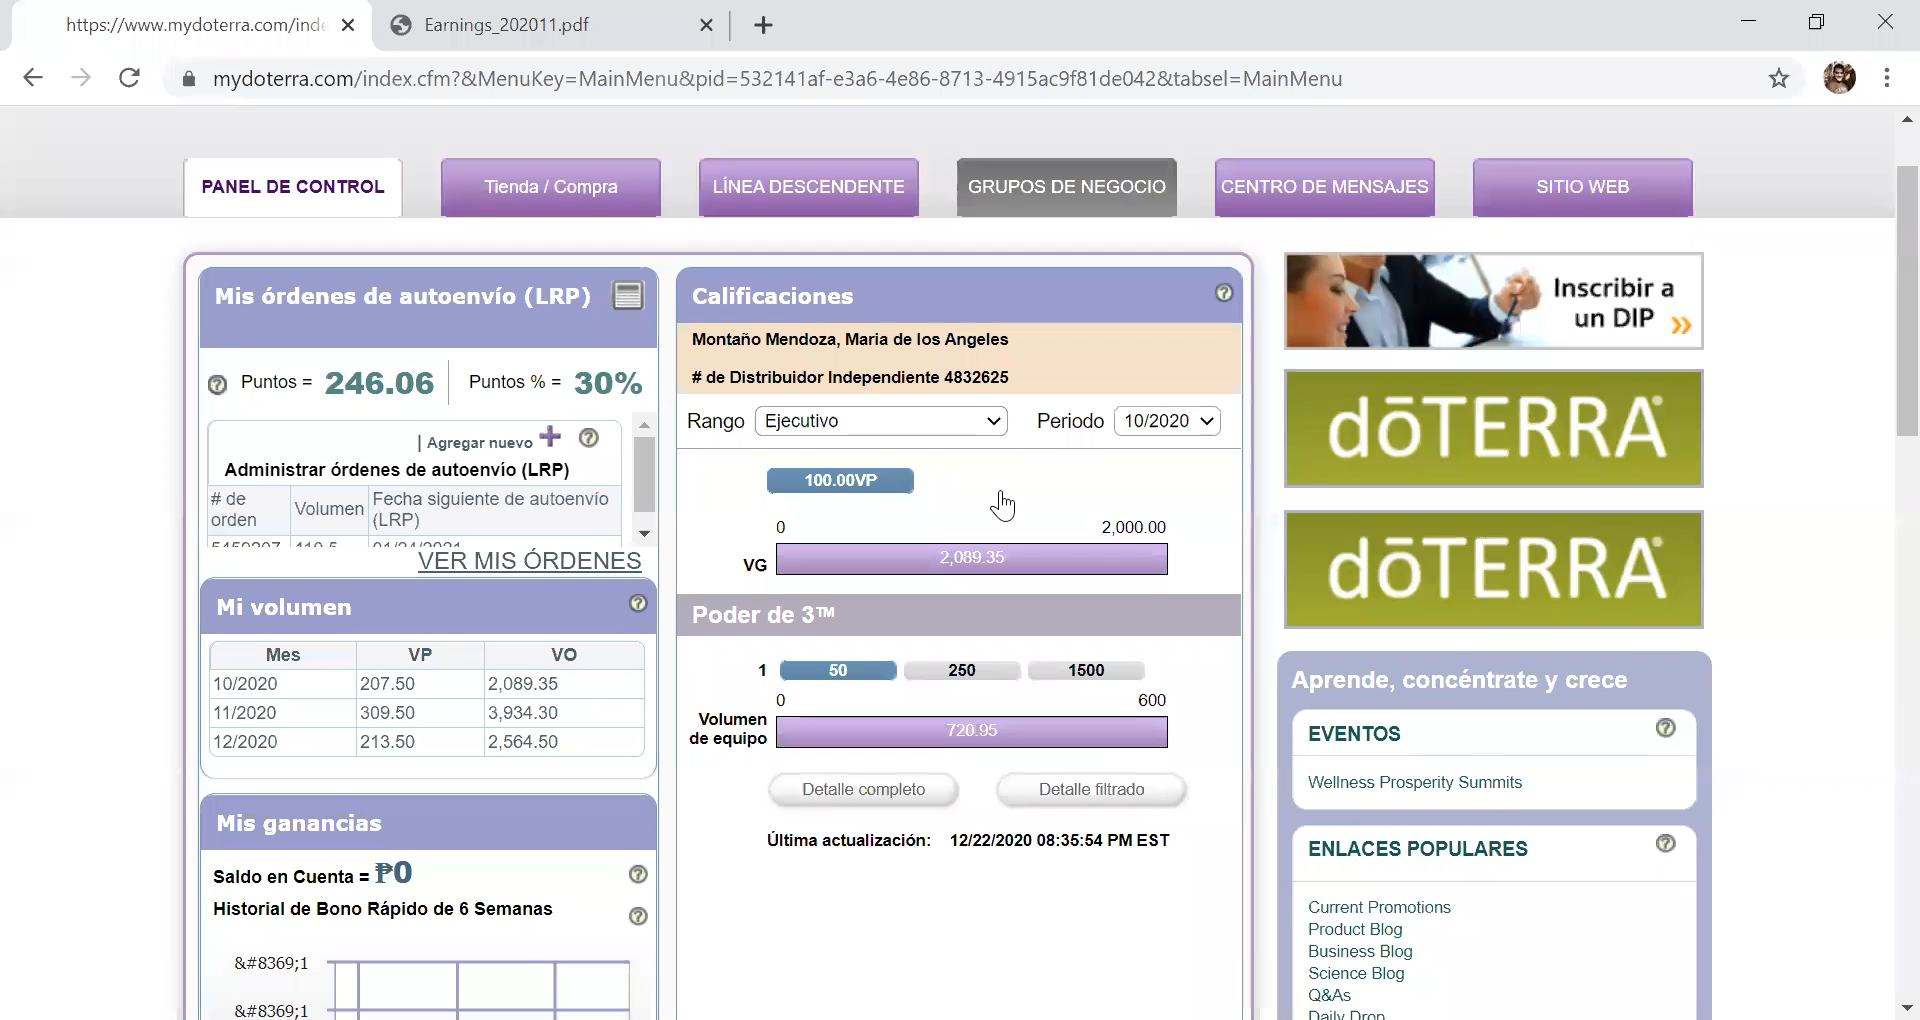 https://www.mydoterra.com/inde
Earnings_202011.pdf
mydoterra.com/index.cfm?&MenuKey=MainMenu&pid=532141af-e3a6-4e86-8713-4915ac9f81de042&tabsel=MainMenu
PANEL DE CONTROL
Tienda / Compra
LÍNEA DESCENDENTE
GRUPOS DE NEGOCIO
CENTRO DE MENSAJES
SITIO WEB
Mis órdenes de autoenvío (LRP)
Puntos = 246.06 Puntos % = 30%
| Agregar nuevo
Administrar órdenes de autoenvío (LRP)
# de orden Volumen Fecha siguiente de autoenvío (LRP)
VER MIS ÓRDENES
Mi volumen
Mes VP VO
10/2020 207.50 2,089.35
11/2020 309.50 3,934.30
12/2020 213.50 2,564.50
Mis ganancias
Saldo en Cuenta = ₱0
Historial de Bono Rápido de 6 Semanas
&#8369;1
&#8369;1
Calificaciones
Montaño Mendoza, Maria de los Angeles
# de Distribuidor Independiente 4832625
Rango Ejecutivo Periodo 10/2020
100.00VP
0 2,000.00
VG 2,089.35
Poder de 3™
1 50 250 1500
0 600
Volumen de equipo 720.95
Detalle completo Detalle filtrado
Última actualización: 12/22/2020 08:35:54 PM EST
Inscribir a
un DIP
dōTERRA
dōTERRA
Aprende, concéntrate y crece
EVENTOS
Wellness Prosperity Summits
ENLACES POPULARES
Current Promotions
Product Blog
Business Blog
Science Blog
Q&As
Daily Drop